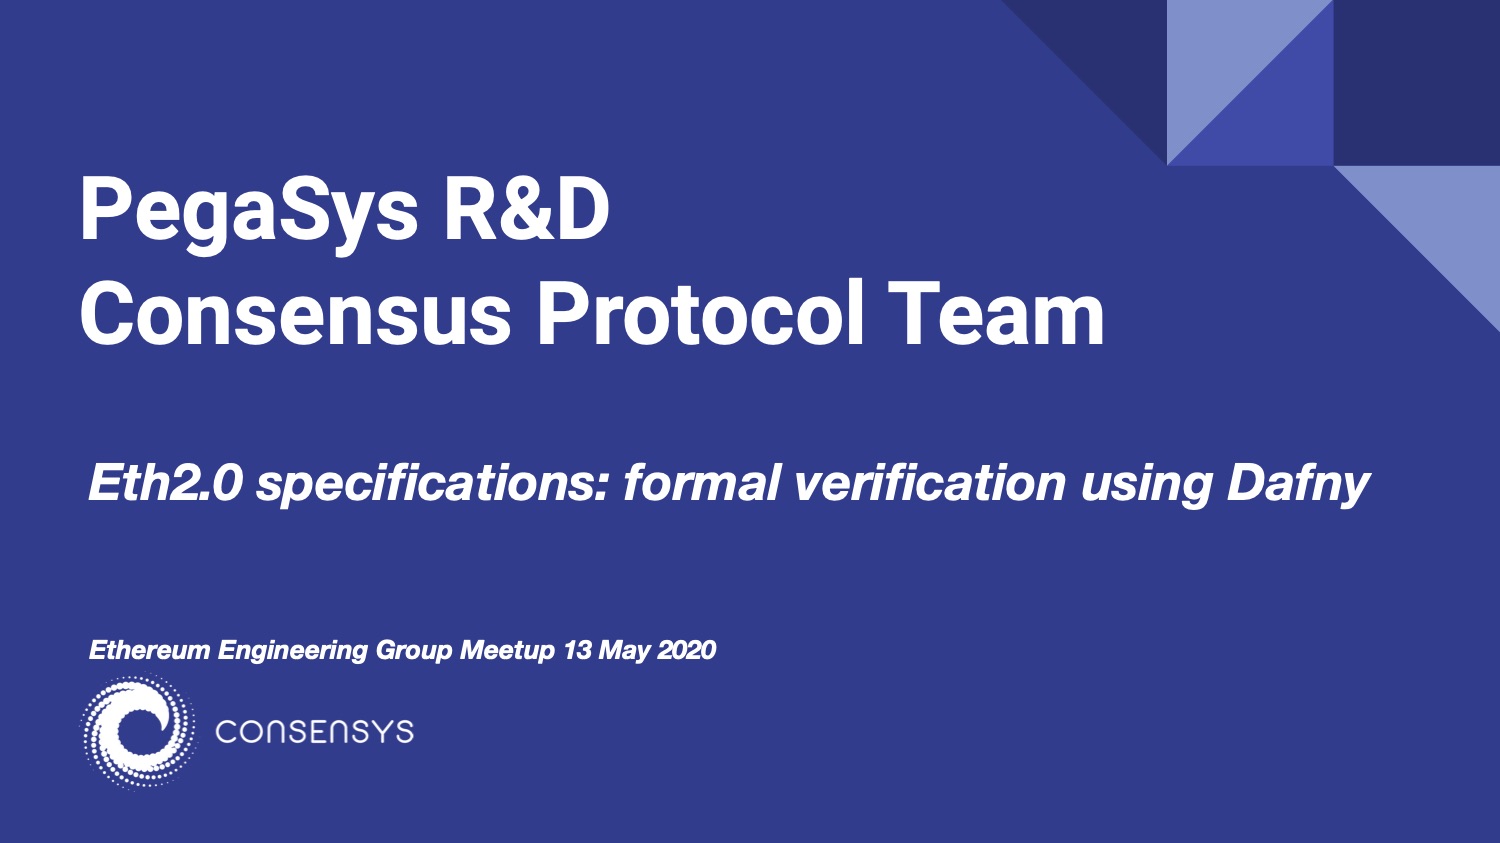 PegaSys R&D
Consensus Protocol Team
Eth2.0 specifications: formal verification using Dafny
Ethereum Engineering Group Meetup 13 May 2020
CONSENSYS